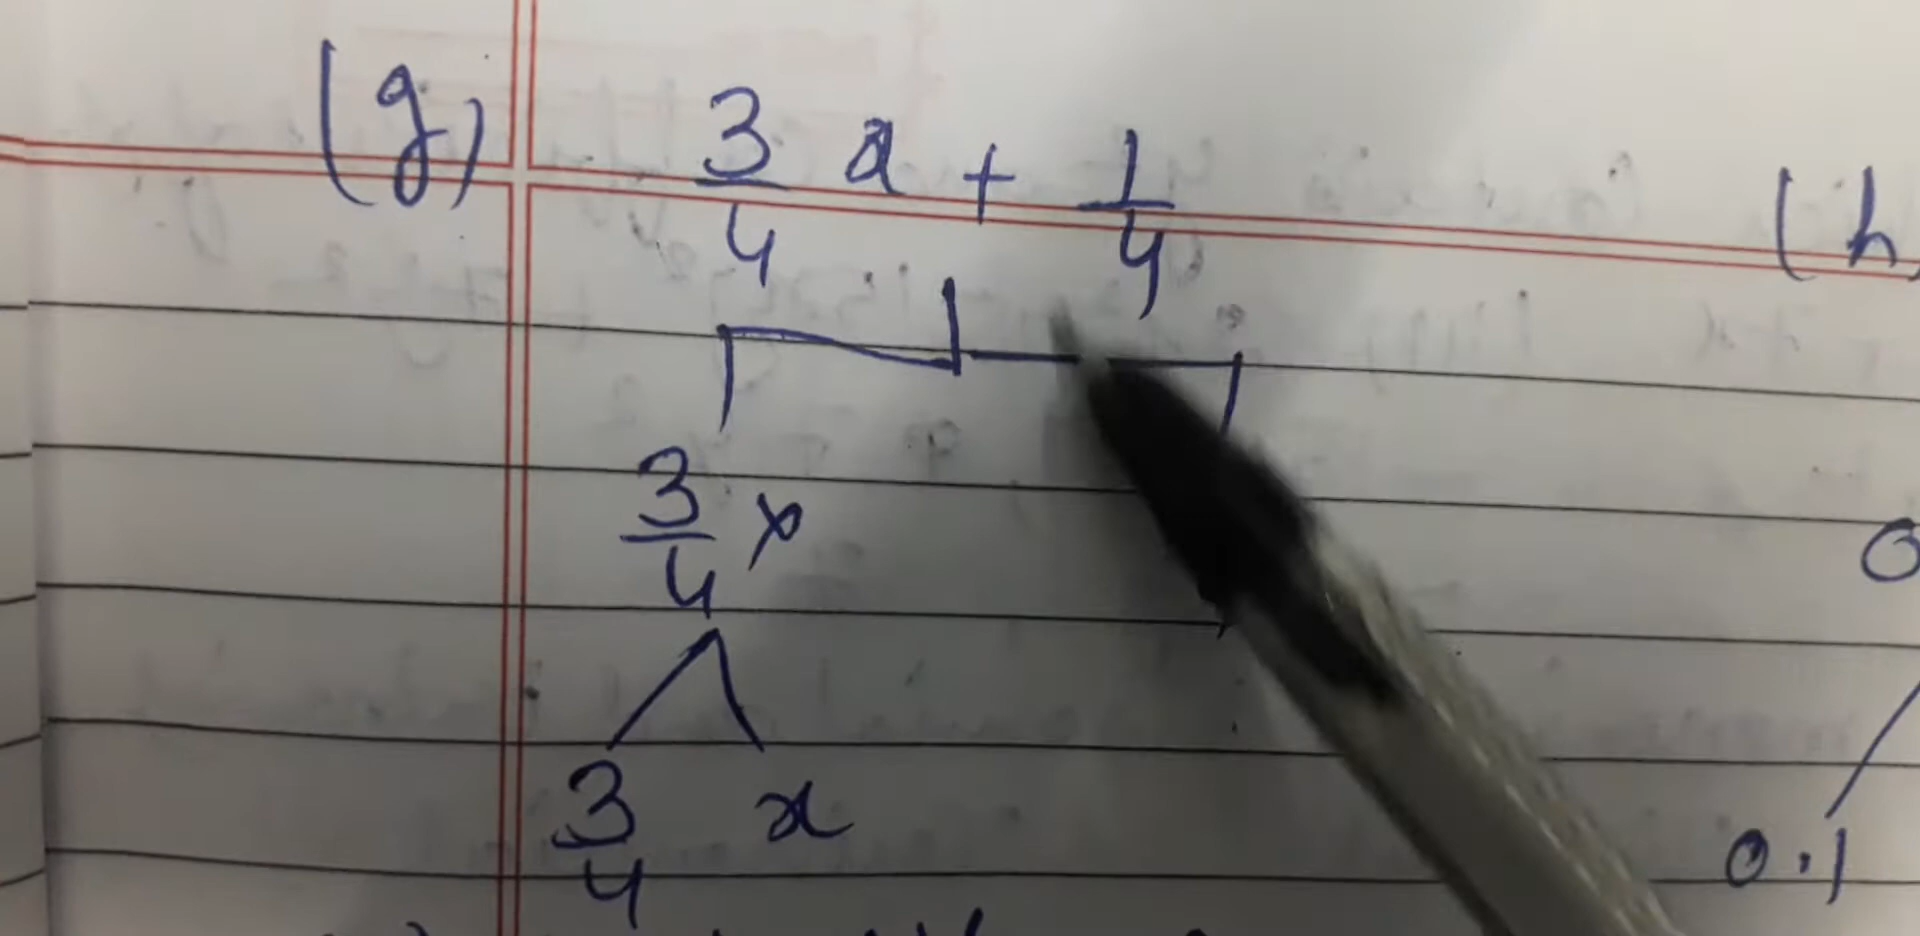 (g) 3/4 x + 1/4 (h)
3/4 x
0
3/4 x
0.1